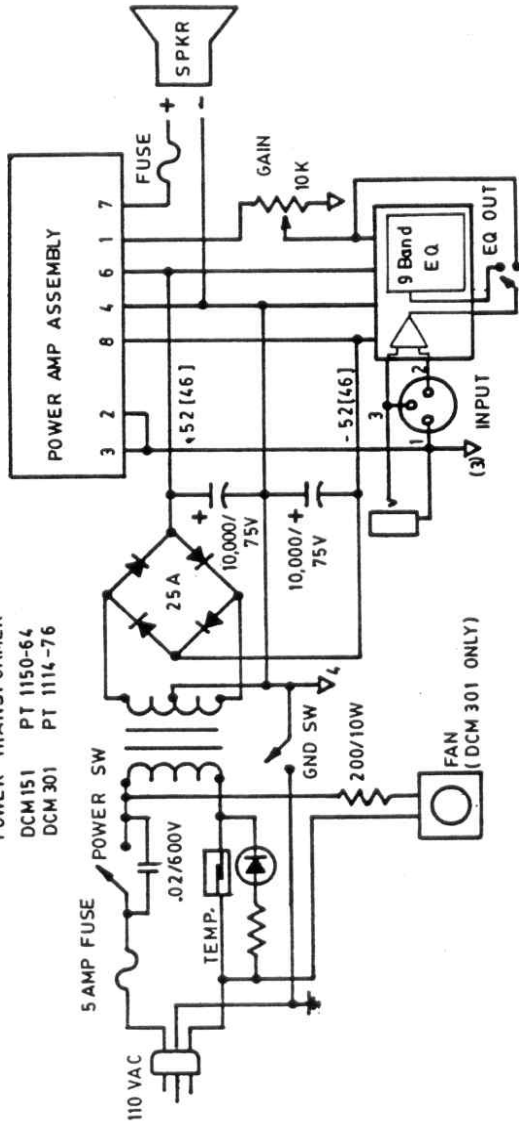 POWER TRANSFORMER
DCM151 PT 1150-64
DCM301 PT 1114-76
110 VAC
5 AMP FUSE
POWER SW
.02/600V
TEMP.
GND SW
4
200/10W
FAN
(DCM 301 ONLY)
25A
+
10,000/
75V
10,000/
+
75V
+52[46]
-52[46]
POWER AMP ASSEMBLY
3 2 8 4 6 1 7
FUSE
+
-
SPKR
GAIN
10K
9 Band
EQ
EQ OUT
3
2
1
INPUT
(3)